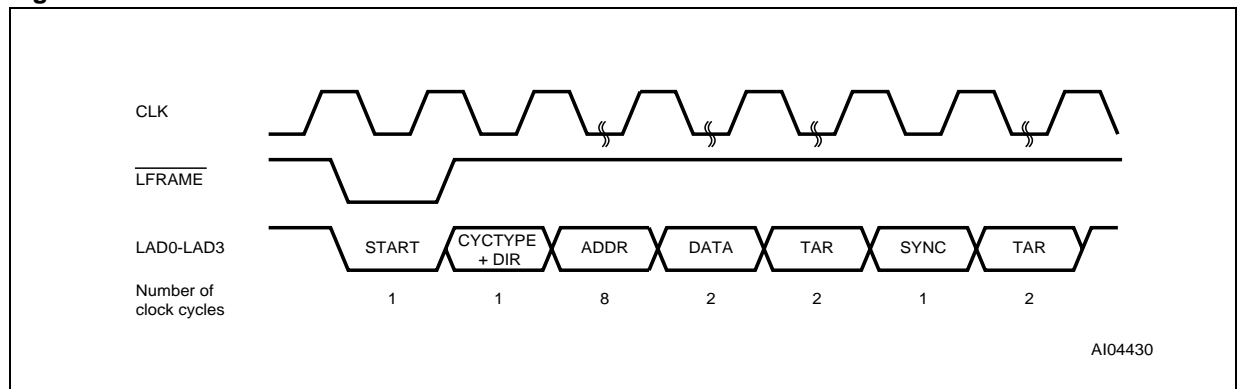 CLK
LFRAME
LAD0-LAD3
START
CYCTYPE
+ DIR
ADDR
DATA
TAR
SYNC
TAR
Number of
clock cycles
1
1
8
2
2
1
2
AI04430